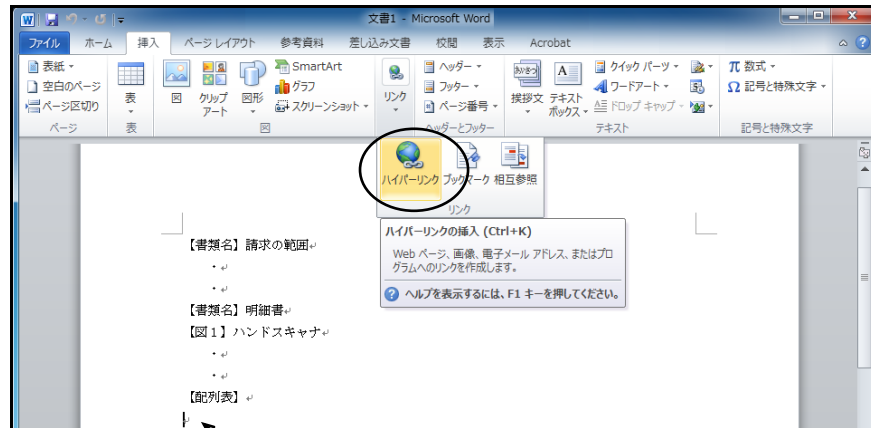 文書1 - Microsoft Word
ファイル ホーム 挿入 ページ レイアウト 参考資料 差し込み文書 校閲 表示 Acrobat
表紙
空白のページ
ページ区切り
ページ
表
表
図
クリップ
アート
図形
SmartArt
グラフ
スクリーンショット
図
リンク
ヘッダー
フッター
ページ番号
ヘッダーとフッター
あいさつ
挨拶文
A
テキスト
ボックス
クイック パーツ
ワードアート
ドロップ キャップ
テキスト
π 数式
Ω 記号と特殊文字
記号と特殊文字
ハイパーリンク ブックマーク 相互参照
リンク
ハイパーリンクの挿入 (Ctrl+K)
Web ページ、画像、電子メール アドレス、またはプロ
グラムへのリンクを作成します。
ヘルプを表示するには、F1 キーを押してください。
【書類名】請求の範囲
・
・
【書類名】明細書
【図1】ハンドスキャナ
・
・
【配列表】